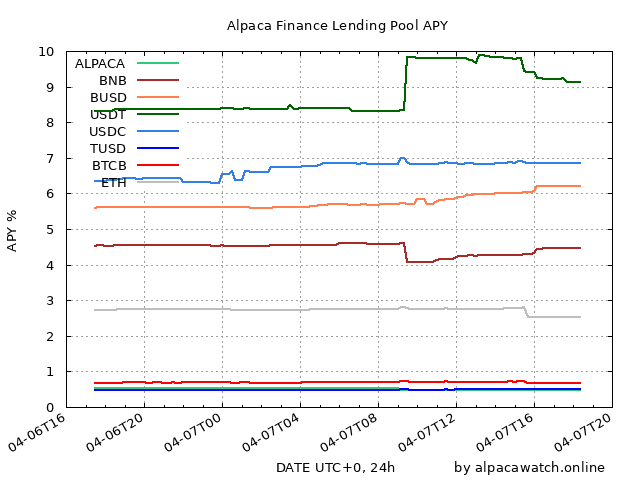 Alpaca Finance Lending Pool APY
10
9
8
7
6
5
4
3
2
1
0
APY %
ALPACA
BNB
BUSD
USDT
USDC
TUSD
BTCB
ETH
04-06T16
04-06T20
04-07T00
04-07T04
04-07T08
04-07T12
04-07T16
04-07T20
DATE UTC+0, 24h
by alpacawatch.online